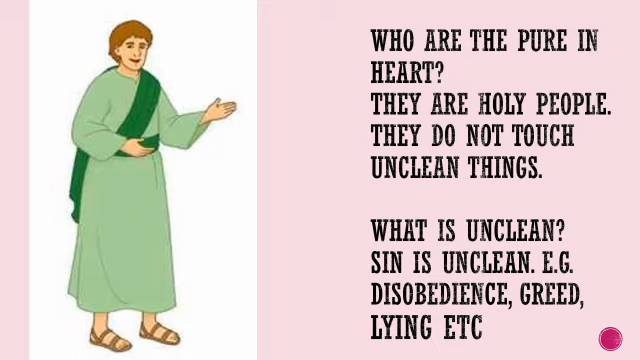 WHO ARE THE PURE IN
HEART?
THEY ARE HOLY PEOPLE.
THEY DO NOT TOUCH
UNCLEAN THINGS.
WHAT IS UNCLEAN?
SIN IS UNCLEAN. E.G.
DISOBEDIENCE, GREED,
LYING ETC